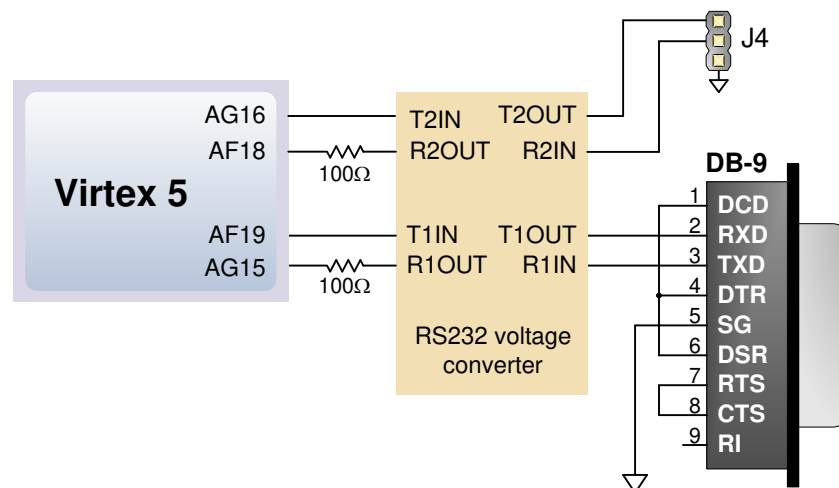 J4
AG16
T2IN
T2OUT
AF18
100Ω
R2OUT
R2IN
Virtex 5
AF19
T1IN
T1OUT
AG15
100Ω
R1OUT
R1IN
RS232 voltage
converter
DB-9
1 DCD
2 RXD
3 TXD
4 DTR
5 SG
6 DSR
7 RTS
8 CTS
9 RI